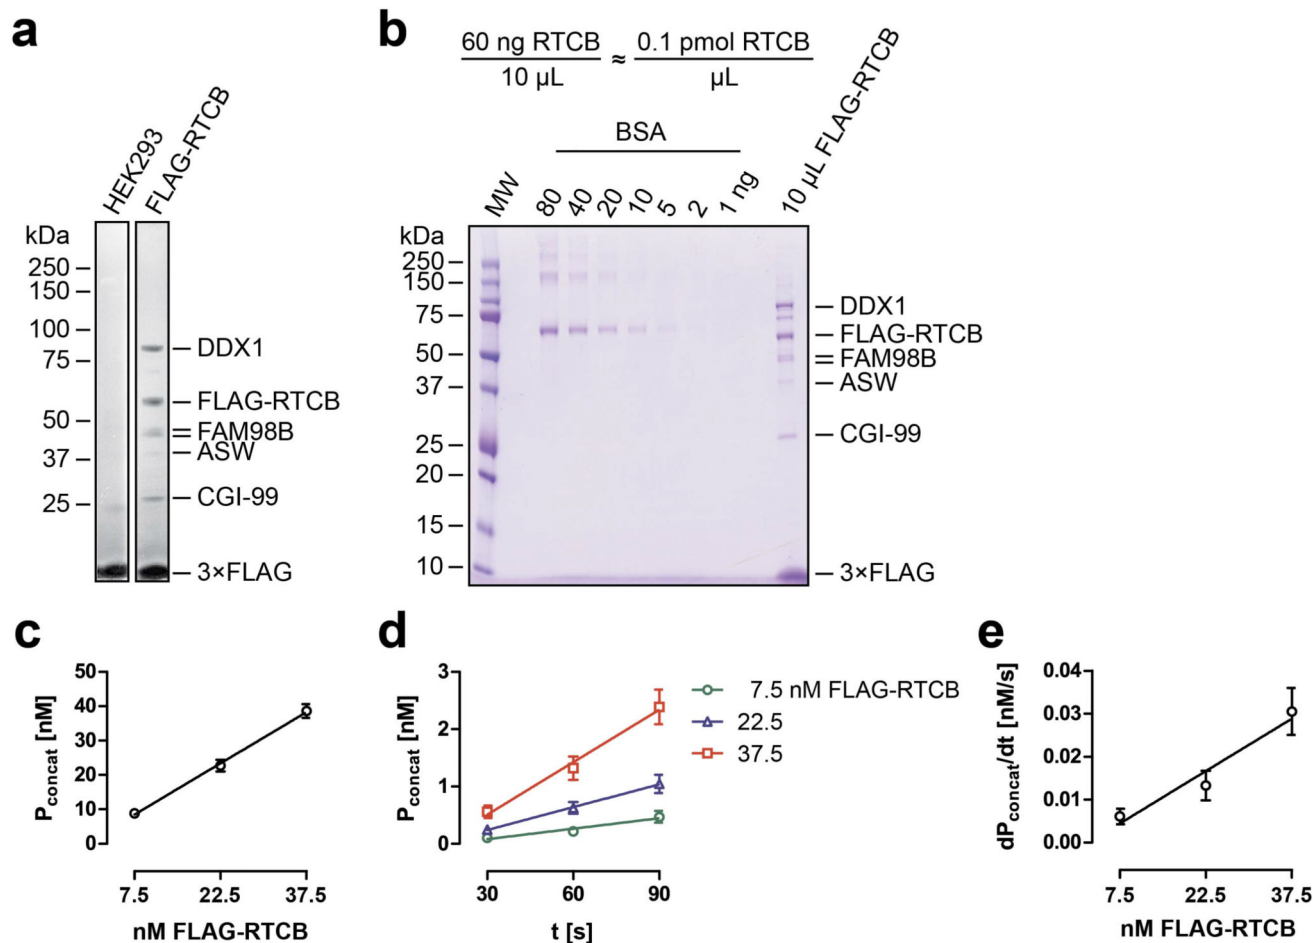 a
HEK293
FLAG-RTCB
kDa
250
150
100
75
50
37
25
DDX1
FLAG-RTCB
FAM98B
ASW
CGI-99
3×FLAG
b
60 ng RTCB ≈ 0.1 pmol RTCB
10 µL µL
BSA
MW 80 40 20 10 5 2 1 ng 10 µL FLAG-RTCB
kDa
250
150
75
50
37
25
20
15
10
DDX1
FLAG-RTCB
FAM98B
ASW
CGI-99
3×FLAG
c
P concat [nM]
50
40
30
20
10
0
7.5 22.5 37.5
nM FLAG-RTCB
d
P concat [nM]
3
2
1
0
30 60 90
t [s]
7.5 nM FLAG-RTCB
22.5
37.5
e
dP concat/dt [nM/s]
0.04
0.03
0.02
0.01
0.00
7.5 22.5 37.5
nM FLAG-RTCB